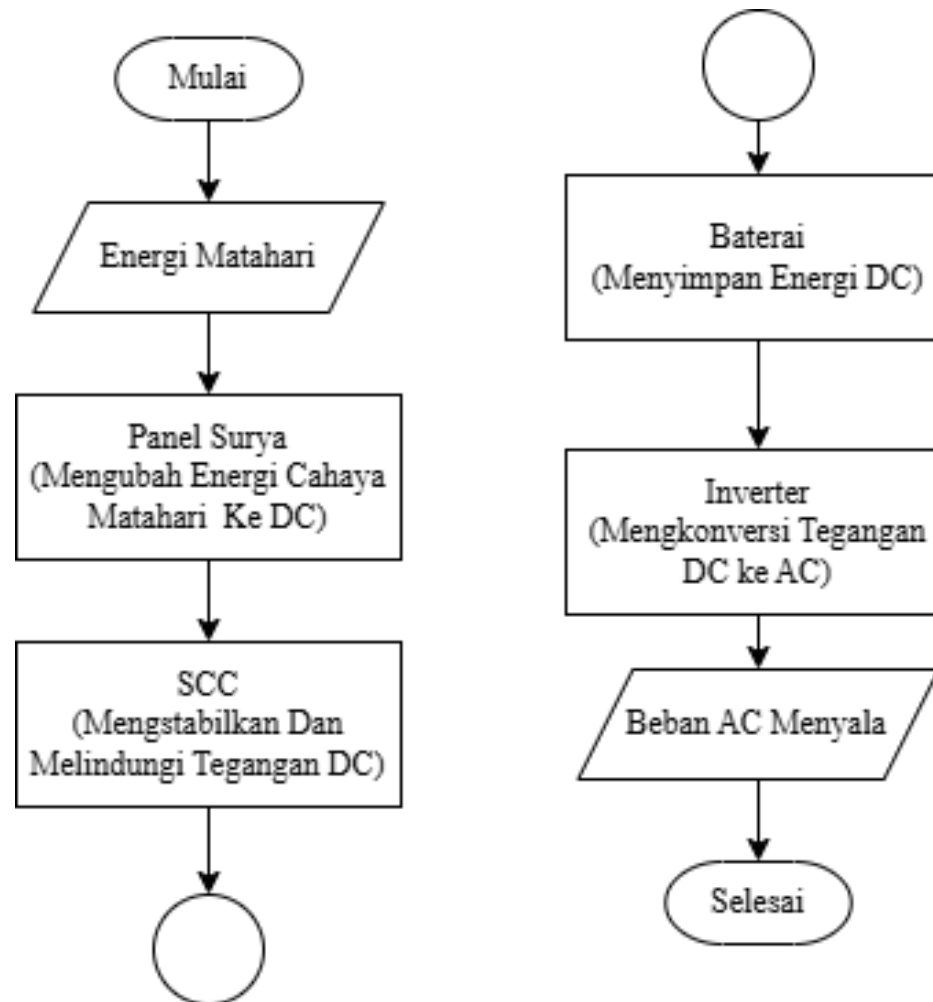 Mulai
Energi Matahari
Panel Surya
(Mengubah Energi Cahaya
Matahari Ke DC)
SCC
(Mengstabilkan Dan
Melindungi Tegangan DC)
Baterai
(Menyimpan Energi DC)
Inverter
(Mengkonversi Tegangan
DC ke AC)
Beban AC Menyala
Selesai